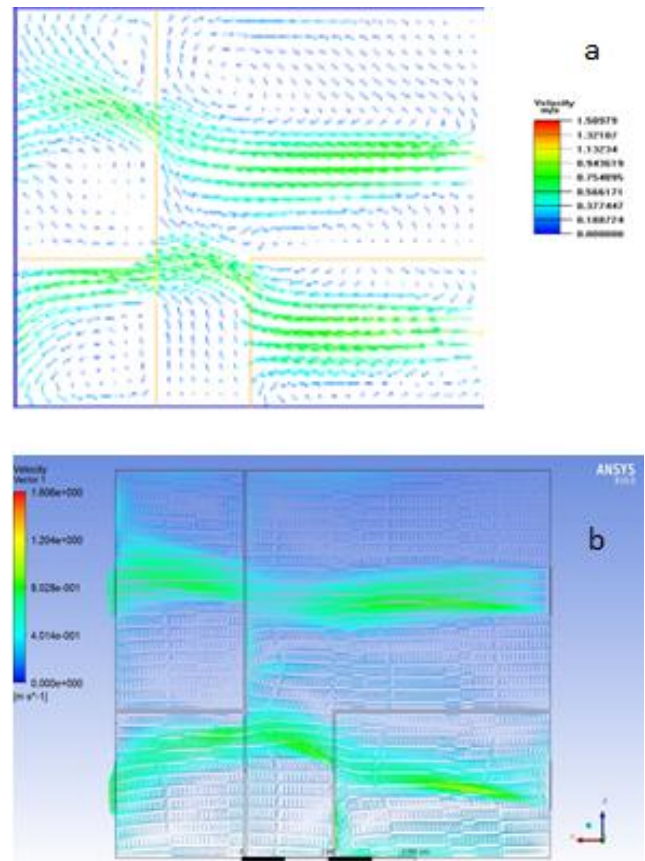 a
Velocity
m/s
1.50979
1.32107
1.13234
0.943619
0.754895
0.566171
0.377447
0.188724
0.000000
Velocity
Vector 1
ANSYS
b
1.606e+000
1.204e+000
8.028e-001
4.014e-001
0.000e+000
[m s^-1]